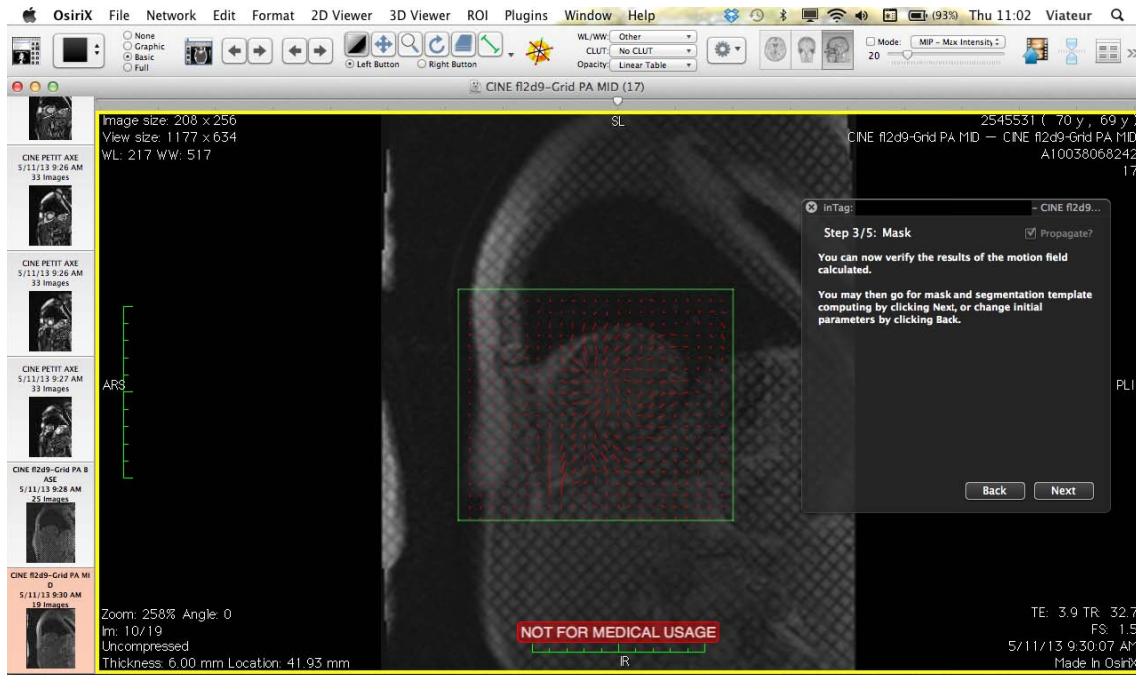 OsiriX File Network Edit Format 2D Viewer 3D Viewer ROI Plugins Window Help (93%) Thu 11:02 Viateur
None
Graphic
Basic
Full
Left Button Right Button
WL/WW: Other
CLUT: No CLUT
Opacity: Linear Table
Mode: MIP - Max Intensity
20
CINE fl2d9-Grid PA MID (17)
CINE PETIT AXE
5/11/13 9:26 AM
33 Images
CINE PETIT AXE
5/11/13 9:26 AM
33 Images
CINE PETIT AXE
5/11/13 9:27 AM
33 Images
CINE fl2d9-Grid PA B
ASE
5/11/13 9:28 AM
25 Images
CINE fl2d9-Grid PA MI
D
5/11/13 9:30 AM
19 Images
Image size: 208 x 256
View size: 1177 x 634
WL: 217 WW: 517
SL
2545531 ( 70 y , 69 y )
CINE fl2d9-Grid PA MID — CINE fl2d9-Grid PA MID
A10038068242
17
inTag: - CINE fl2d9...
Step 3/5: Mask
Propagate?
You can now verify the results of the motion field
calculated.
You may then go for mask and segmentation template
computing by clicking Next, or change initial
parameters by clicking Back.
Back Next
ARS
PLI
Zoom: 258% Angle: 0
Im: 10/19
Uncompressed
Thickness: 6.00 mm Location: 41.93 mm
NOT FOR MEDICAL USAGE
IR
TE: 3.9 TR: 32.7
FS: 1.5
5/11/13 9:30:07 AM
Made In OsiriX